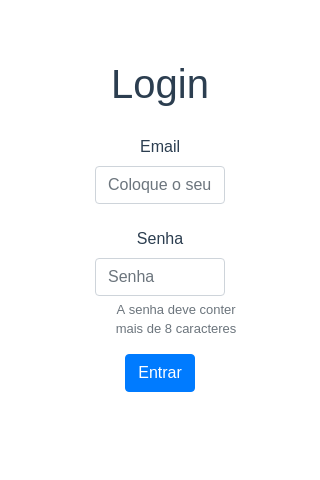 Login
Email
Coloque o seu
Senha
Senha
A senha deve conter
mais de 8 caracteres
Entrar